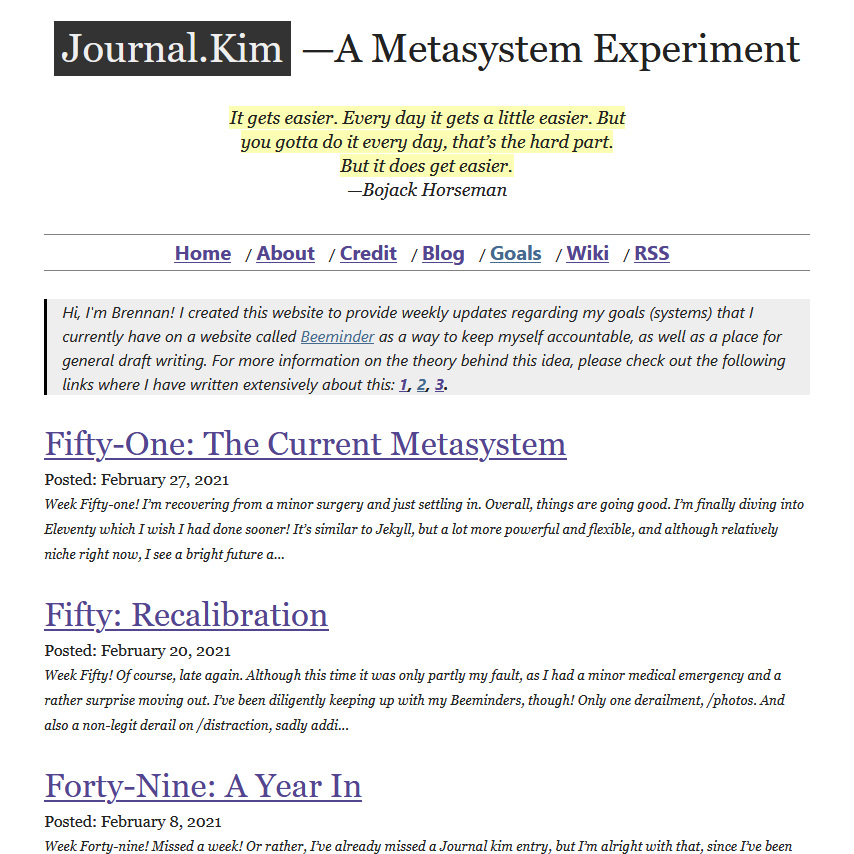 Journal.Kim —A Metasystem Experiment
It gets easier. Every day it gets a little easier. But
you gotta do it every day, that’s the hard part.
But it does get easier.
—Bojack Horseman
Home / About / Credit / Blog / Goals / Wiki / RSS
Hi, I'm Brennan! I created this website to provide weekly updates regarding my goals (systems) that I
currently have on a website called Beeminder as a way to keep myself accountable, as well as a place for
general draft writing. For more information on the theory behind this idea, please check out the following
links where I have written extensively about this: 1, 2, 3.
Fifty-One: The Current Metasystem
Posted: February 27, 2021
Week Fifty-one! I’m recovering from a minor surgery and just settling in. Overall, things are going good. I’m finally diving into
Eleventy which I wish I had done sooner! It’s similar to Jekyll, but a lot more powerful and flexible, and although relatively
niche right now, I see a bright future a...
Fifty: Recalibration
Posted: February 20, 2021
Week Fifty! Of course, late again. Although this time it was only partly my fault, as I had a minor medical emergency and a
rather surprise moving out. I’ve been diligently keeping up with my Beeminders, though! Only one derailment, /photos. And
also a non-legit derail on /distraction, sadly addi...
Forty-Nine: A Year In
Posted: February 8, 2021
Week Forty-nine! Missed a week! Or rather, I’ve already missed a Journal kim entry, but I’m alright with that, since I’ve been